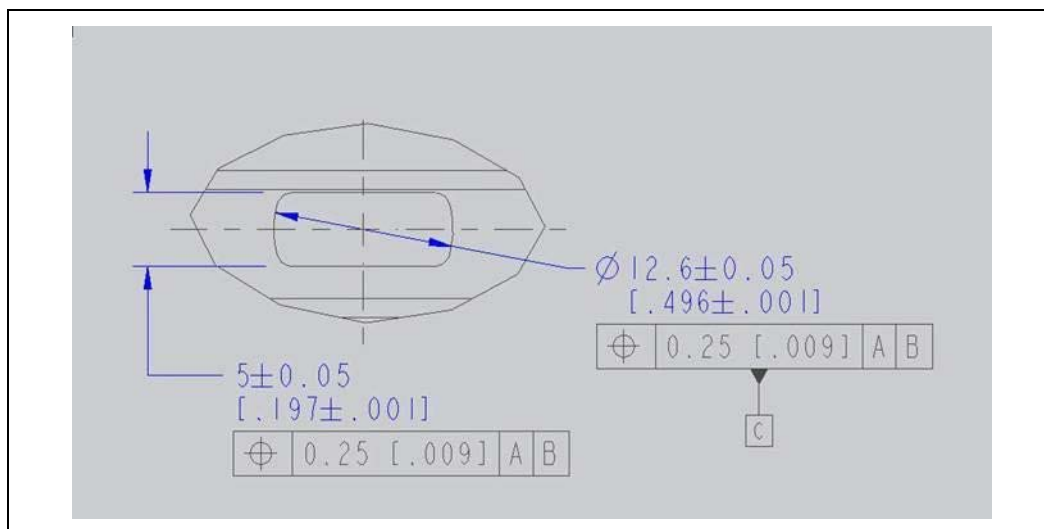 Ø12.6±0.05
[.496±.001]
⌖ 0.25 [.009] A B
C
5±0.05
[.197±.001]
⌖ 0.25 [.009] A B